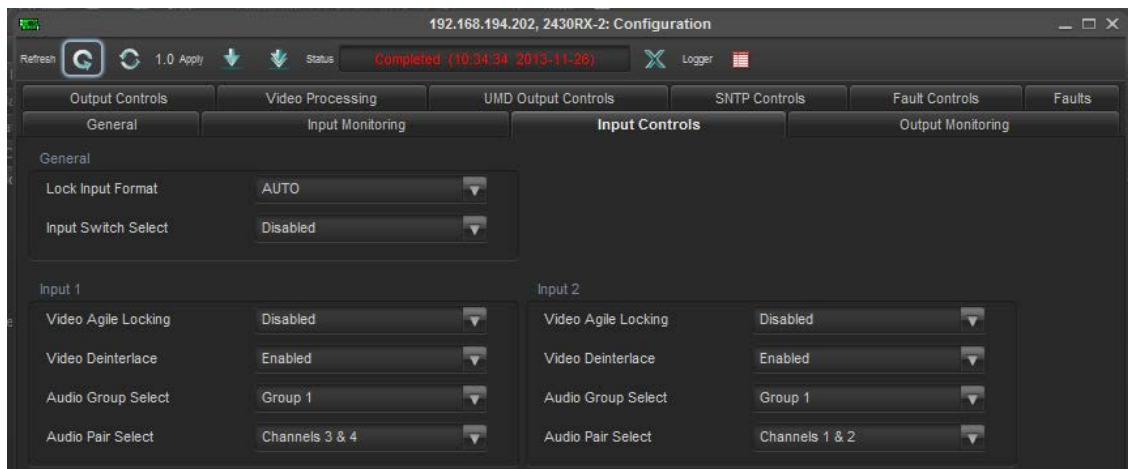 192.168.194.202, 2430RX-2: Configuration
Refresh 1.0 Apply Status Completed (10:34:34 2013-11-26) Logger
Output Controls Video Processing UMD Output Controls SNTP Controls Fault Controls Faults
General Input Monitoring Input Controls Output Monitoring
General
Lock Input Format AUTO
Input Switch Select Disabled
Input 1 Input 2
Video Agile Locking Disabled Video Agile Locking Disabled
Video Deinterlace Enabled Video Deinterlace Enabled
Audio Group Select Group 1 Audio Group Select Group 1
Audio Pair Select Channels 3 & 4 Audio Pair Select Channels 1 & 2